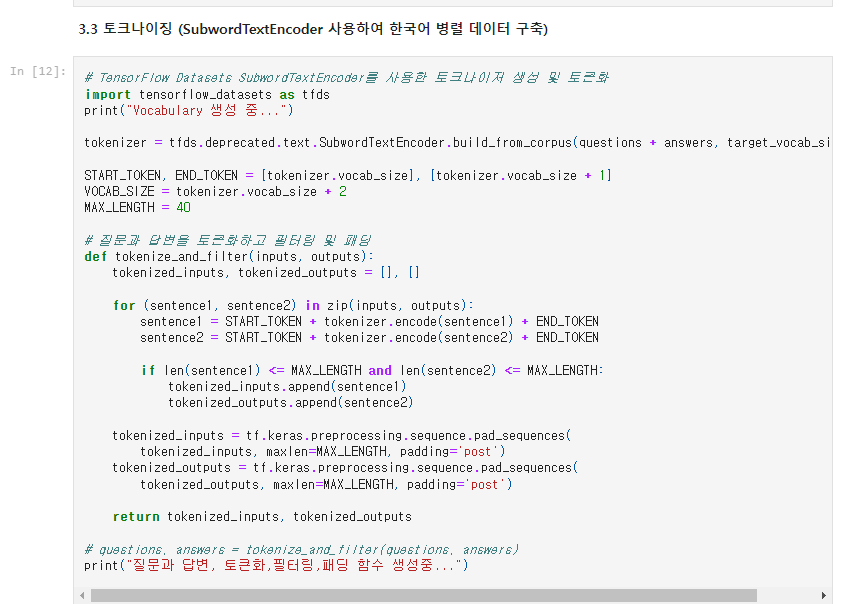 3.3 토크나이징 (SubwordTextEncoder 사용하여 한국어 병렬 데이터 구축)
In [12]:
# TensorFlow Datasets SubwordTextEncoder를 사용한 토크나이저 생성 및 토큰화
import tensorflow_datasets as tfds
print("Vocabulary 생성 중...")
tokenizer = tfds.deprecated.text.SubwordTextEncoder.build_from_corpus(questions + answers, target_vocab_si
START_TOKEN, END_TOKEN = [tokenizer.vocab_size], [tokenizer.vocab_size + 1]
VOCAB_SIZE = tokenizer.vocab_size + 2
MAX_LENGTH = 40
# 질문과 답변을 토큰화하고 필터링 및 패딩
def tokenize_and_filter(inputs, outputs):
    tokenized_inputs, tokenized_outputs = [], []
    for (sentence1, sentence2) in zip(inputs, outputs):
        sentence1 = START_TOKEN + tokenizer.encode(sentence1) + END_TOKEN
        sentence2 = START_TOKEN + tokenizer.encode(sentence2) + END_TOKEN
        if len(sentence1) <= MAX_LENGTH and len(sentence2) <= MAX_LENGTH:
            tokenized_inputs.append(sentence1)
            tokenized_outputs.append(sentence2)
    tokenized_inputs = tf.keras.preprocessing.sequence.pad_sequences(
        tokenized_inputs, maxlen=MAX_LENGTH, padding='post')
    tokenized_outputs = tf.keras.preprocessing.sequence.pad_sequences(
        tokenized_outputs, maxlen=MAX_LENGTH, padding='post')
    return tokenized_inputs, tokenized_outputs
# questions, answers = tokenize_and_filter(questions, answers)
print("질문과 답변, 토큰화,필터링,패딩 함수 생성중...")